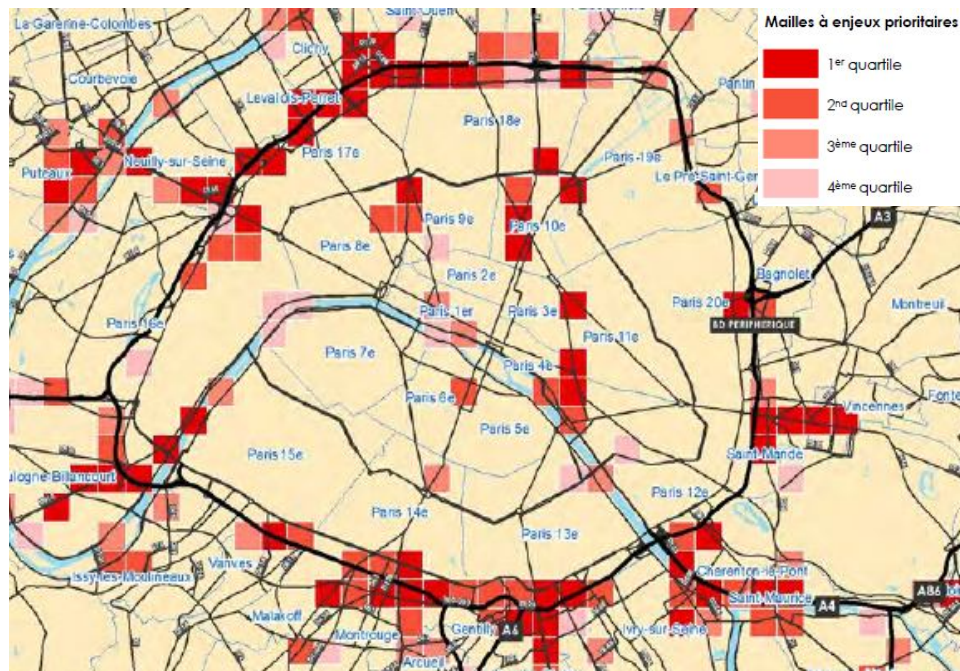 Saint-Ouen
La Garenne-Colombes
Clichy
Courbevoie
Pantin
Levallois-Perret
Paris 18e
Paris 17e
Paris 19e
Neuilly-sur-Seine
Puteaux
Le Pré-Saint-Ger
Paris 9e
Paris 10e
Paris 8e
A3
Paris 2e
Bagnolet
Paris 20e
Montreuil
Paris 1er
Paris 3e
Paris 16e
BD PERIPHERIQUE
Paris 11e
Paris 7e
Paris 4e
Paris 6e
Vincennes
Fonte
Paris 5e
Paris 15e
Saint-Mandé
ulogne-Billancourt
Paris 12e
Paris 14e
Paris 13e
Vanves
Issy-les-Moulineaux
Charenton-le-Pont
Saint-Maurice
A86
A4
Malakoff
Montrouge
Gentilly
A6
Ivry-sur-Seine
Arcueil
Mailles à enjeux prioritaires
1er quartile
2nd quartile
3ème quartile
4ème quartile